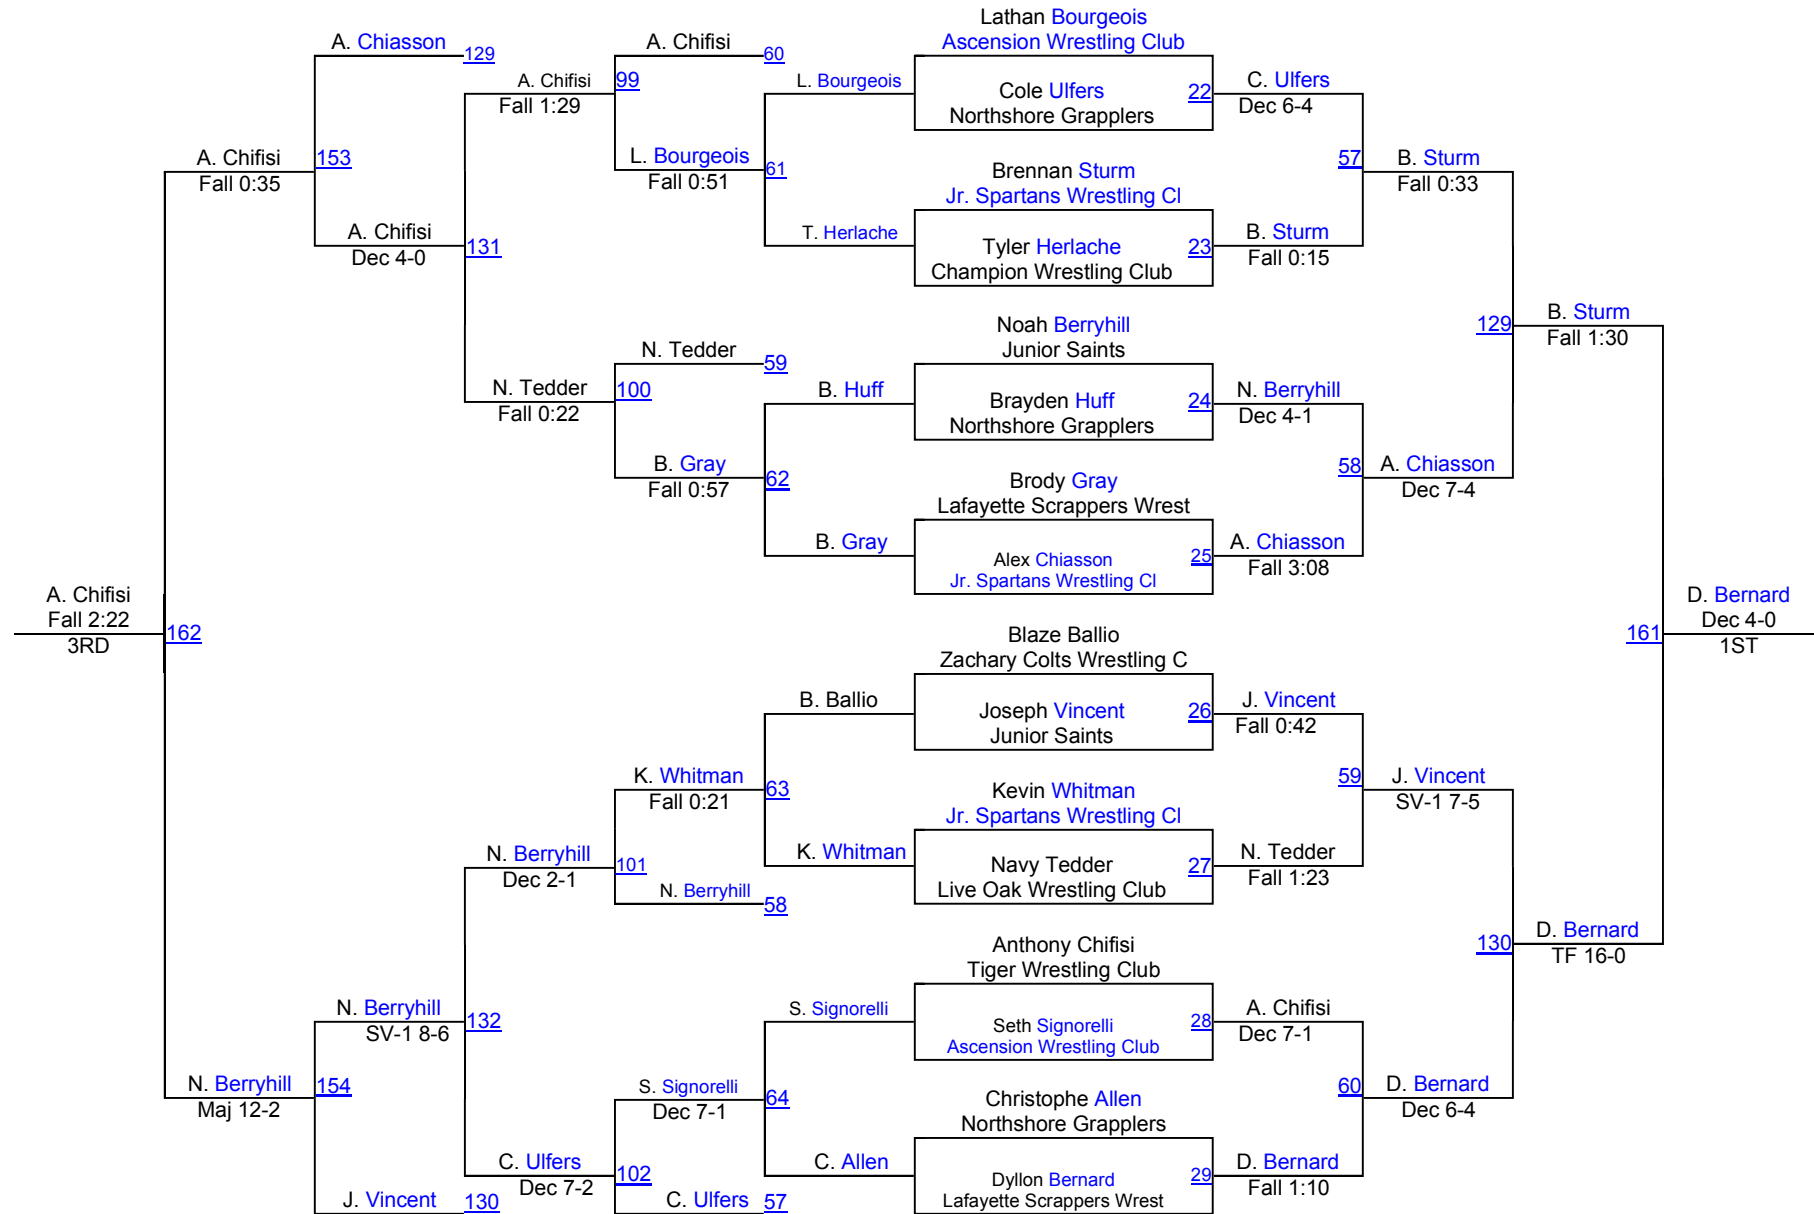 Lathan Bourgeois
A. Chiasson
A. Chifisi
Ascension Wrestling Club
129
60
A. Chifisi
99
L. Bourgeois
C. Ulfers
Fall 1:29
Cole Ulfers
22
Dec 6-4
Northshore Grapplers
A. Chifisi
153
L. Bourgeois
61
Brennan Sturm
57
B. Sturm
Fall 0:35
Fall 0:51
Jr. Spartans Wrestling Cl
Fall 0:33
A. Chifisi
T. Herlache
B. Sturm
Dec 4-0
131
Tyler Herlache
23
Fall 0:15
Champion Wrestling Club
Noah Berryhill
129
B. Sturm
N. Tedder
Junior Saints
Fall 1:30
59
N. Tedder
100
B. Huff
N. Berryhill
Fall 0:22
Brayden Huff
24
Dec 4-1
Northshore Grapplers
B. Gray
62
Brody Gray
58
A. Chiasson
Fall 0:57
Lafayette Scrappers Wrest
Dec 7-4
B. Gray
A. Chiasson
Alex Chiasson
25
Fall 3:08
Jr. Spartans Wrestling Cl
A. Chifisi
D. Bernard
Fall 2:22
Dec 4-0
162
Blaze Ballio
161
3RD
Zachary Colts Wrestling C
1ST
B. Ballio
J. Vincent
Joseph Vincent
26
Fall 0:42
Junior Saints
K. Whitman
63
Kevin Whitman
59
J. Vincent
Fall 0:21
Jr. Spartans Wrestling Cl
SV-1 7-5
N. Berryhill
101
K. Whitman
N. Tedder
Dec 2-1
Navy Tedder
27
Fall 1:23
N. Berryhill
58
Live Oak Wrestling Club
Anthony Chifisi
130
D. Bernard
Tiger Wrestling Club
TF 16-0
N. Berryhill
132
S. Signorelli
A. Chifisi
SV-1 8-6
Seth Signorelli
28
Dec 7-1
Ascension Wrestling Club
N. Berryhill
154
S. Signorelli
64
Christophe Allen
60
D. Bernard
Maj 12-2
Dec 7-1
Northshore Grapplers
Dec 6-4
C. Ulfers
102
C. Allen
D. Bernard
Dec 7-2
Dyllon Bernard
29
Fall 1:10
J. Vincent
130
C. Ulfers
57
Lafayette Scrappers Wrest